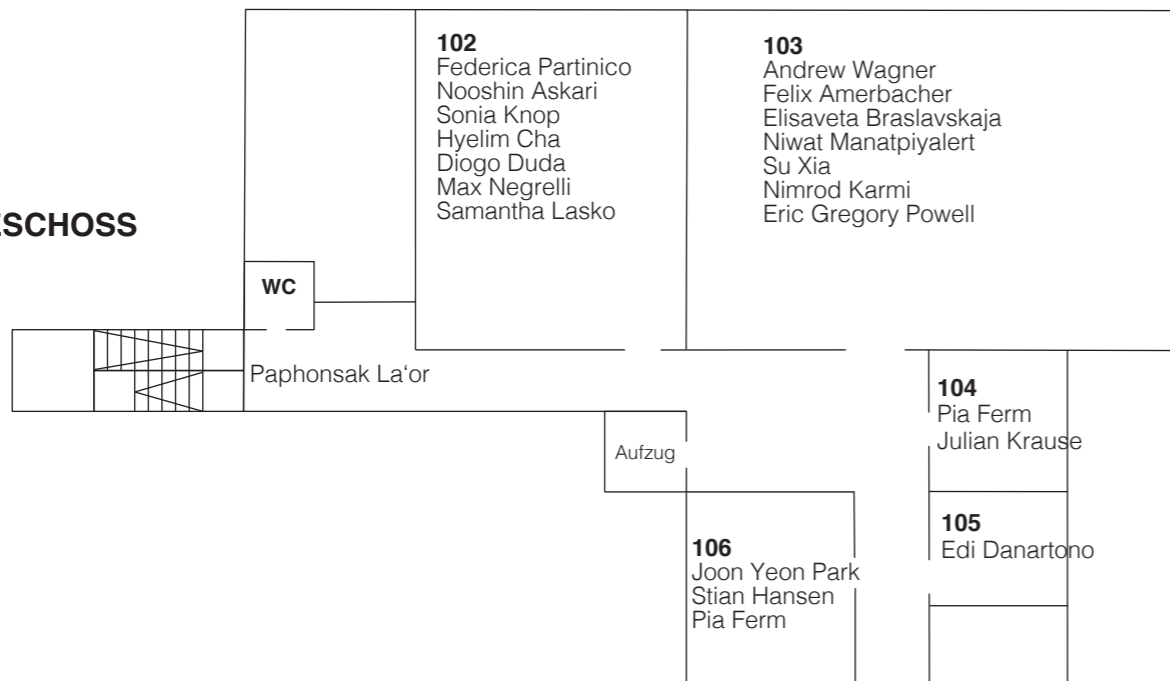 102
Federica Partinico
Nooshin Askari
Sonia Knop
Hyelim Cha
Diogo Duda
Max Negrelli
Samantha Lasko
103
Andrew Wagner
Felix Amerbacher
Elisaveta Braslavskaja
Niwat Manatpiyalert
Su Xia
Nimrod Karmi
Eric Gregory Powell
ESCHOSS
WC
Paphonsak La‘or
104
Pia Ferm
Julian Krause
Aufzug
105
Edi Danartono
106
Joon Yeon Park
Stian Hansen
Pia Ferm